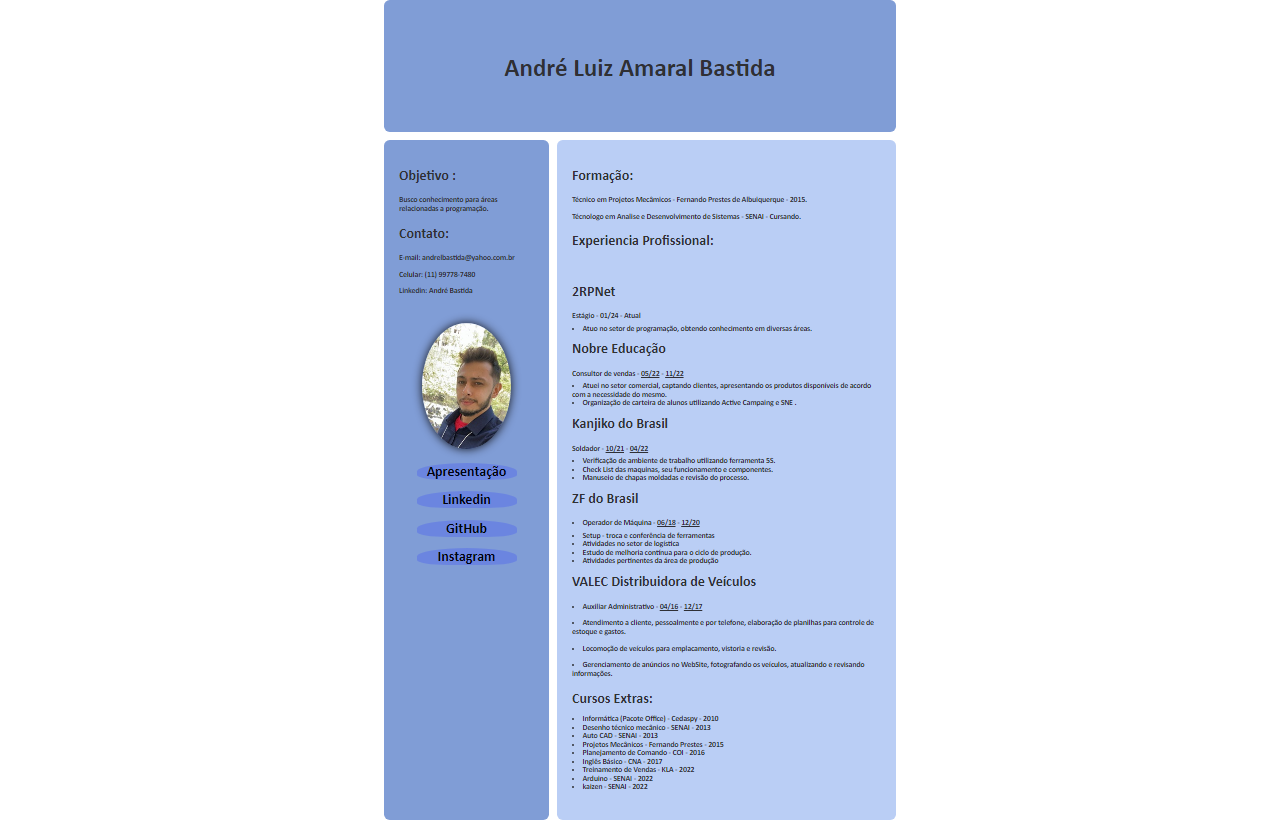 André Luiz Amaral Bastida
Objetivo :
Busco conhecimento para áreas
relacionadas a programação.
Contato:
E-mail: andrelbastida@yahoo.com.br
Celular: (11) 99778-7480
Linkedin: André Bastida
Apresentação
Linkedin
GitHub
Instagram
Formação:
Técnico em Projetos Mecâmicos - Fernando Prestes de Albuiquerque - 2015.
Técnologo em Analise e Desenvolvimento de Sistemas - SENAI - Cursando.
Experiencia Profissional:
2RPNet
Estágio - 01/24 - Atual
• Atuo no setor de programação, obtendo conhecimento em diversas áreas.
Nobre Educação
Consultor de vendas - 05/22 - 11/22
• Atuei no setor comercial, captando clientes, apresentando os produtos disponíveis de acordo
com a necessidade do mesmo.
• Organização de carteira de alunos utilizando Active Campaing e SNE .
Kanjiko do Brasil
Soldador - 10/21 - 04/22
• Verificação de ambiente de trabalho utilizando ferramenta 5S.
• Check List das maquinas, seu funcionamento e componentes.
• Manuseio de chapas moldadas e revisão do processo.
ZF do Brasil
• Operador de Máquina - 06/18 - 12/20
• Setup - troca e conferência de ferramentas
• Atividades no setor de logística
• Estudo de melhoria continua para o ciclo de produção.
• Atividades pertinentes da área de produção
VALEC Distribuidora de Veículos
• Auxiliar Administrativo - 04/16 - 12/17
• Atendimento a cliente, pessoalmente e por telefone, elaboração de planilhas para controle de
estoque e gastos.
• Locomoção de veiculos para emplacamento, vistoria e revisão.
• Gerenciamento de anúncios no WebSite, fotografando os veiculos, atualizando e revisando
informações.
Cursos Extras:
• Informática (Pacote Office) - Cedaspy - 2010
• Desenho técnico mecânico - SENAI - 2013
• Auto CAD - SENAI - 2013
• Projetos Mecânicos - Fernando Prestes - 2015
• Planejamento de Comando - COI - 2016
• Inglês Básico - CNA - 2017
• Treinamento de Vendas - KLA - 2022
• Arduino - SENAI - 2022
• kaizen - SENAI - 2022